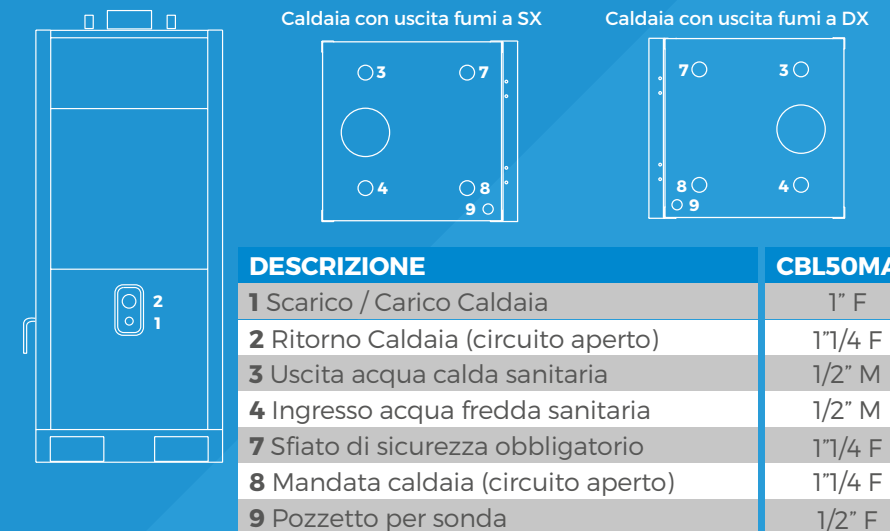 Caldaia con uscita fumi a SX
Caldaia con uscita fumi a DX
3 7
4 8
9
7 3
8 4
9
2
1
DESCRIZIONE CBL50MA
1 Scarico / Carico Caldaia 1” F
2 Ritorno Caldaia (circuito aperto) 1”1/4 F
3 Uscita acqua calda sanitaria 1/2” M
4 Ingresso acqua fredda sanitaria 1/2” M
7 Sfiato di sicurezza obbligatorio 1”1/4 F
8 Mandata caldaia (circuito aperto) 1”1/4 F
9 Pozzetto per sonda 1/2” F